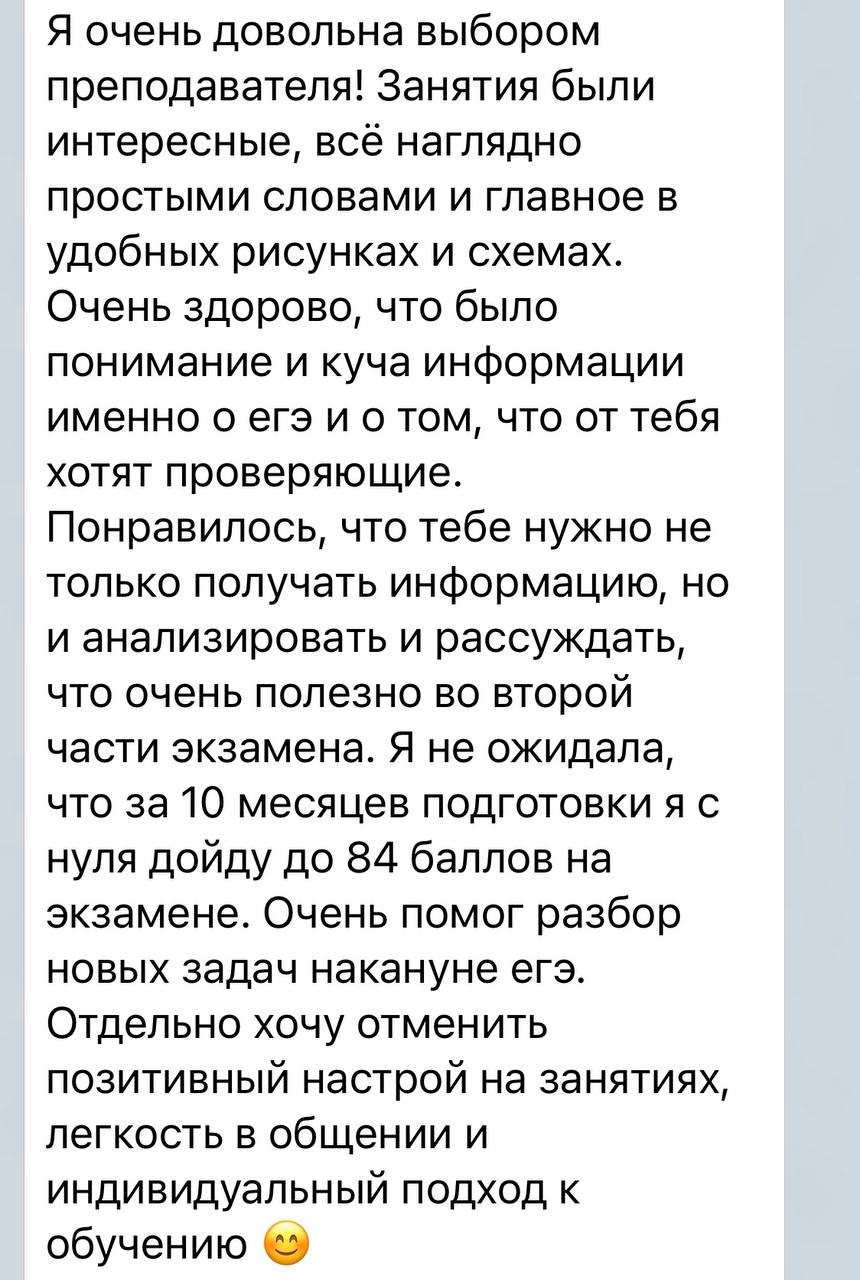 Я очень довольна выбором
преподавателя! Занятия были
интересные, всё наглядно
простыми словами и главное в
удобных рисунках и схемах.
Очень здорово, что было
понимание и куча информации
именно о егэ и о том, что от тебя
хотят проверяющие.
Понравилось, что тебе нужно не
только получать информацию, но
и анализировать и рассуждать,
что очень полезно во второй
части экзамена. Я не ожидала,
что за 10 месяцев подготовки я с
нуля дойду до 84 баллов на
экзамене. Очень помог разбор
новых задач накануне егэ.
Отдельно хочу отменить
позитивный настрой на занятиях,
легкость в общении и
индивидуальный подход к
обучению 😊